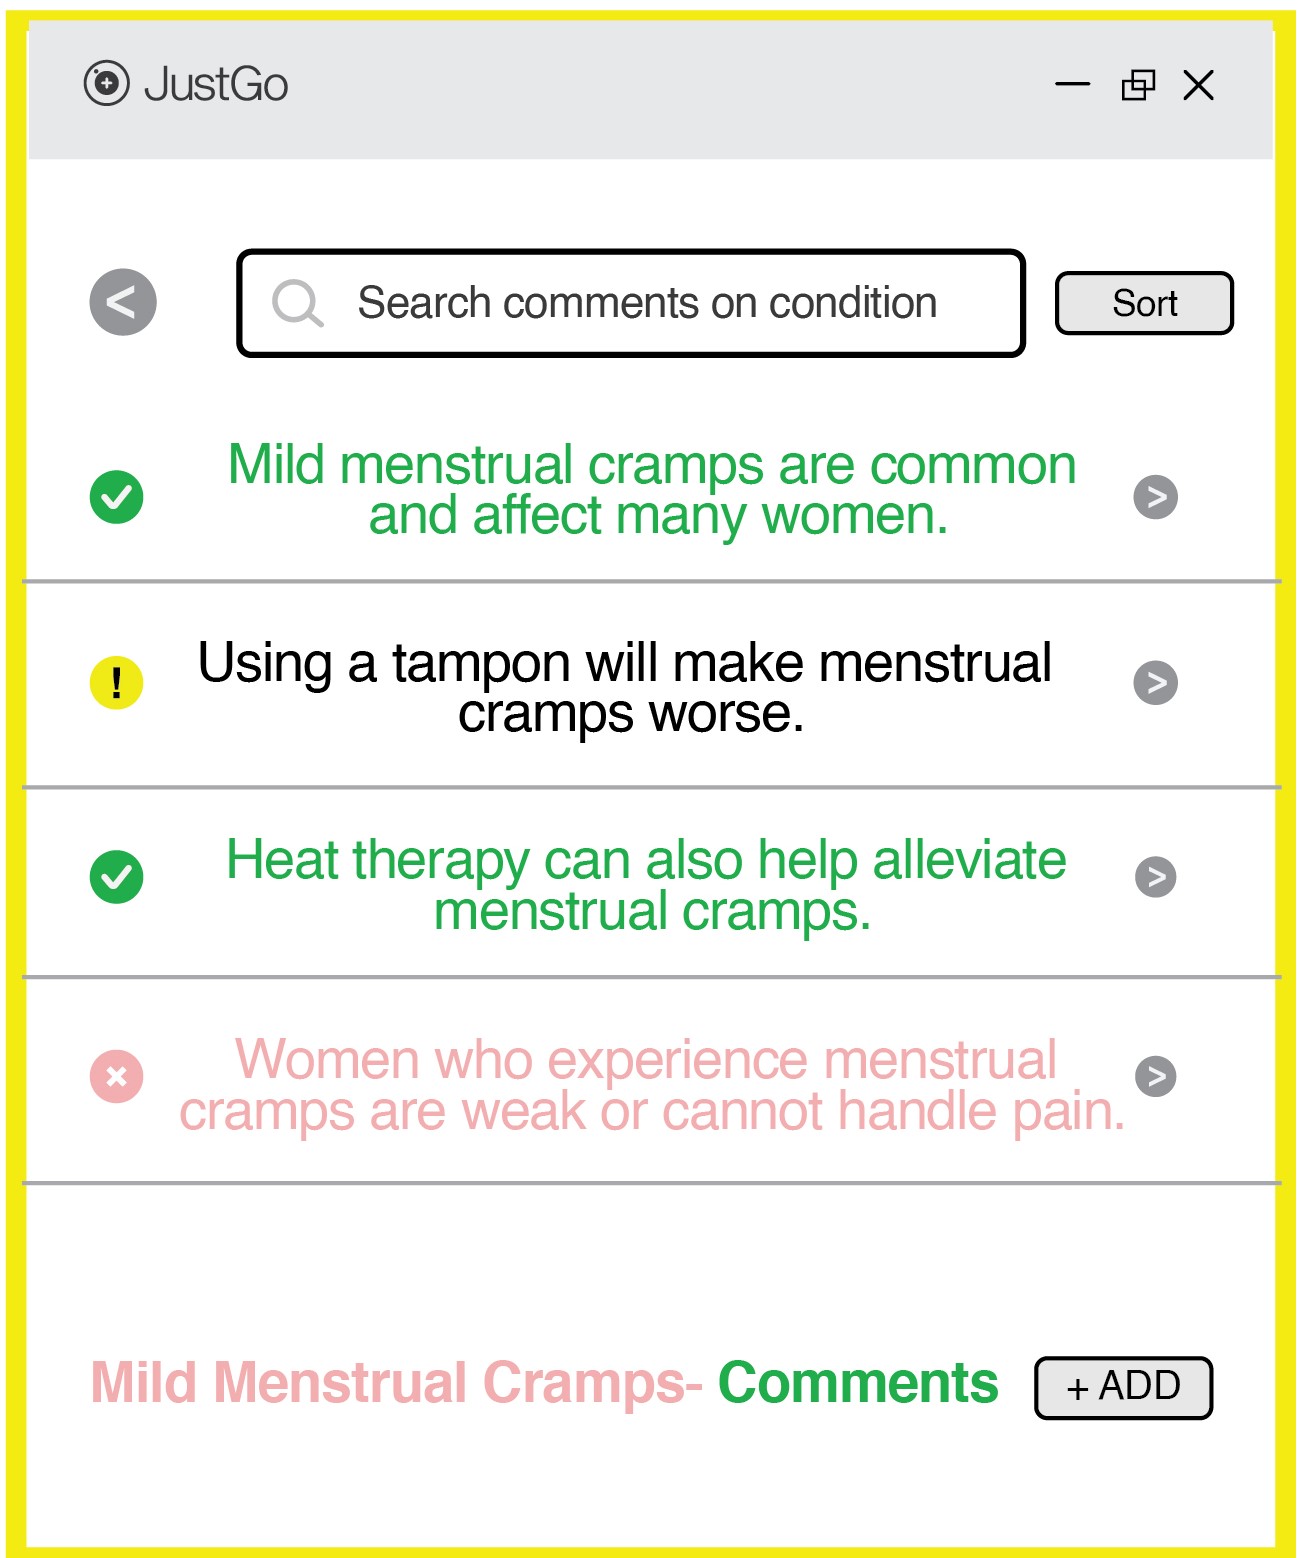 JustGo
Search comments on condition
Sort
Mild menstrual cramps are common
and affect many women.
Using a tampon will make menstrual
cramps worse.
Heat therapy can also help alleviate
menstrual cramps.
Women who experience menstrual
cramps are weak or cannot handle pain.
Mild Menstrual Cramps- Comments
+ ADD